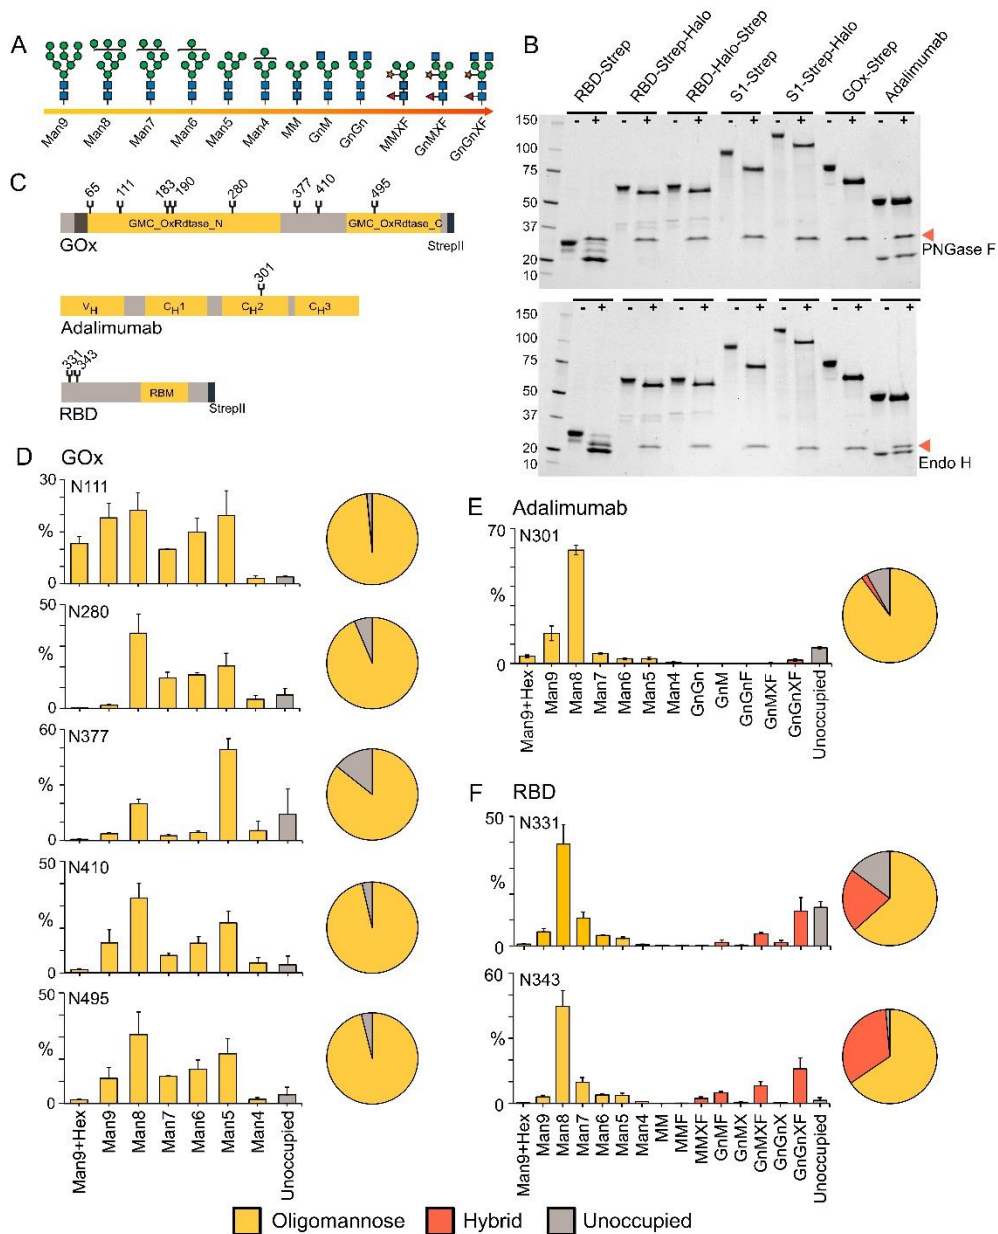 A
Man9 Man8 Man7 Man6 Man5 Man4 MM GnM GnGn MMXF GnMXF GnGnXF
B
RBD-Strep RBD-Strep-Halo RBD-Halo-Strep S1-Strep S1-Strep-Halo GOx-Strep Adalimumab
- + - + - + - + - + - + - +
150
100
75
50
37
20
10
PNGase F
- + - + - + - + - + - + - +
150
100
75
50
37
20
10
Endo H
C
65 111 183 190 280 377 410 495
GMC_OxRdtase_N GMC_OxRdtase_C
GOx StrepII
301
VH CH1 CH2 CH3
Adalimumab
331 343
RBM
RBD StrepII
D GOx
30
N111
%
0
50
N280
%
0
60
N377
%
0
50
N410
%
0
50
N495
%
0
Man9+Hex Man9 Man8 Man7 Man6 Man5 Man4 Unoccupied
E Adalimumab
70
N301
%
0
Man9+Hex Man9 Man8 Man7 Man6 Man5 Man4 GnGn GnM GnGnF GnMXF GnGnXF Unoccupied
F RBD
50
N331
%
0
60
N343
%
0
Man9+Hex Man9 Man8 Man7 Man6 Man5 Man4 MM MMF MMXF GnMF GnMX GnMXF GnGnX GnGnXF Unoccupied
Oligomannose Hybrid Unoccupied